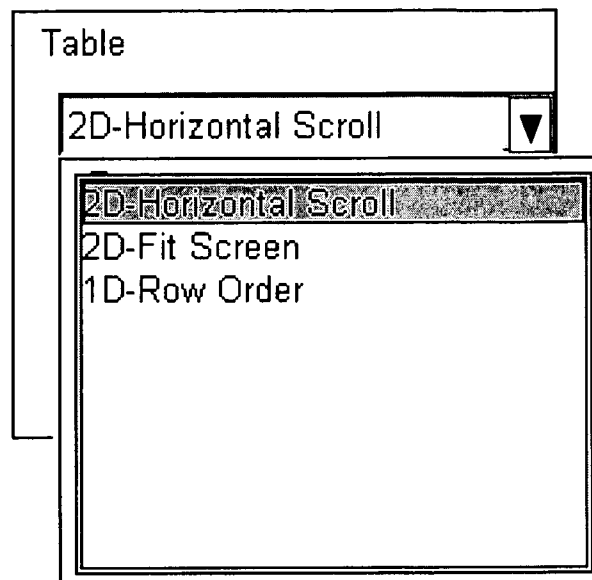 Table
2D-Horizontal Scroll
2D-Horizontal Scroll
2D-Fit Screen
1D-Row Order